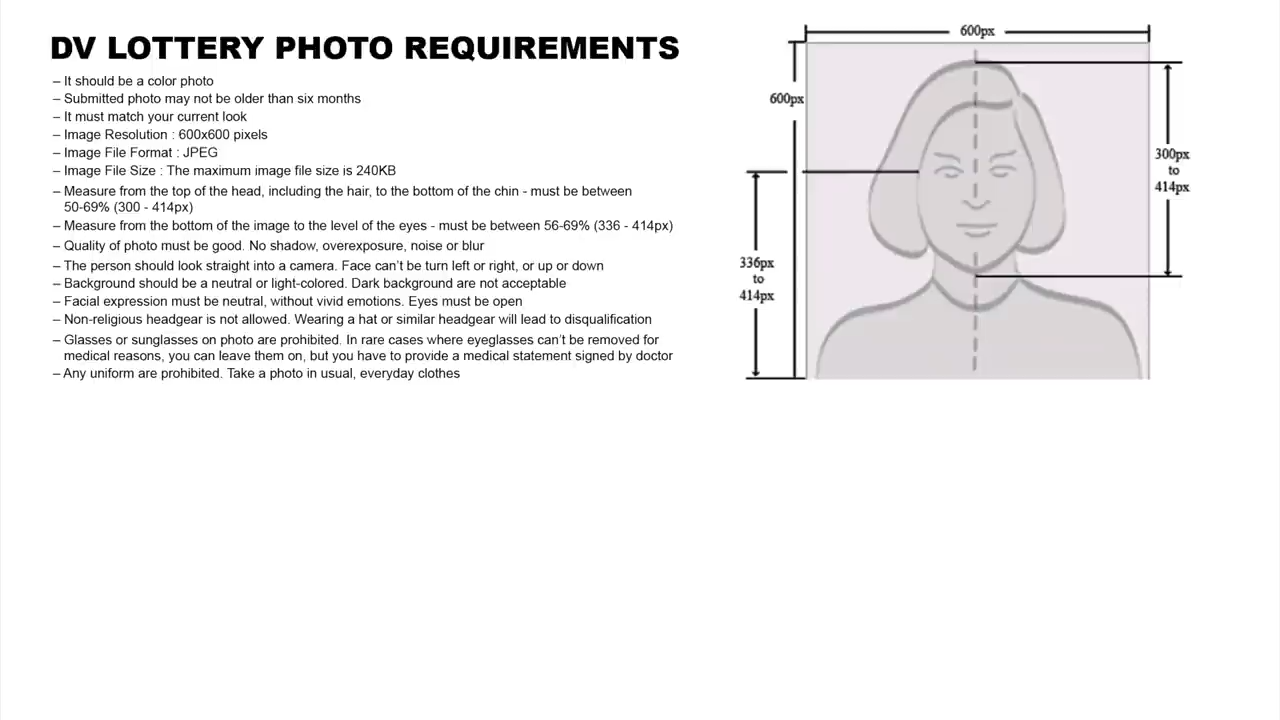 DV LOTTERY PHOTO REQUIREMENTS
– It should be a color photo
– Submitted photo may not be older than six months
– It must match your current look
– Image Resolution : 600x600 pixels
– Image File Format : JPEG
– Image File Size : The maximum image file size is 240KB
– Measure from the top of the head, including the hair, to the bottom of the chin - must be between
50-69% (300 - 414px)
– Measure from the bottom of the image to the level of the eyes - must be between 56-69% (336 - 414px)
– Quality of photo must be good. No shadow, overexposure, noise or blur
– The person should look straight into a camera. Face can't be turn left or right, or up or down
– Background should be a neutral or light-colored. Dark background are not acceptable
– Facial expression must be neutral, without vivid emotions. Eyes must be open
– Non-religious headgear is not allowed. Wearing a hat or similar headgear will lead to disqualification
– Glasses or sunglasses on photo are prohibited. In rare cases where eyeglasses can't be removed for
medical reasons, you can leave them on, but you have to provide a medical statement signed by doctor
– Any uniform are prohibited. Take a photo in usual, everyday clothes
600px
600px
300px
to
414px
336px
to
414px